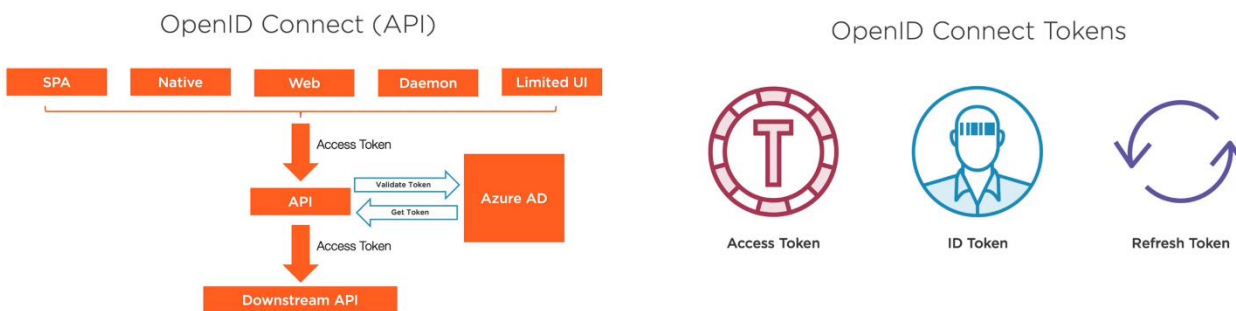 OpenID Connect (API)
SPA
Native
Web
Daemon
Limited UI
Access Token
Validate Token
API
Get Token
Azure AD
Access Token
Downstream API
OpenID Connect Tokens
T
Access Token
ID Token
Refresh Token